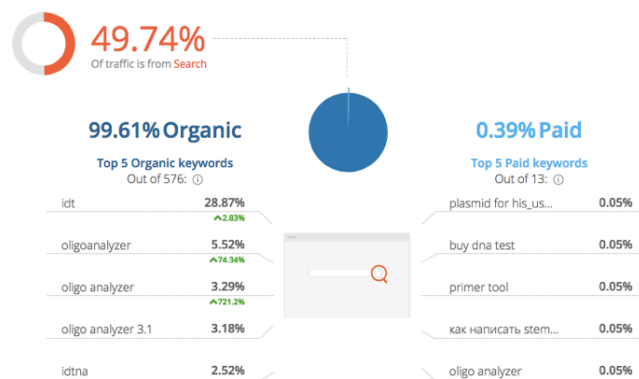 49.74%
Of traffic is from Search
99.61% Organic
Top 5 Organic keywords
Out of 576:
idt 28.87%
2.83%
oligoanalyzer 5.52%
74.34%
oligo analyzer 3.29%
721.2%
oligo analyzer 3.1 3.18%
idtna 2.52%
0.39% Paid
Top 5 Paid keywords
Out of 13:
plasmid for his_us... 0.05%
buy dna test 0.05%
primer tool 0.05%
как написать stem... 0.05%
oligo analyzer 0.05%